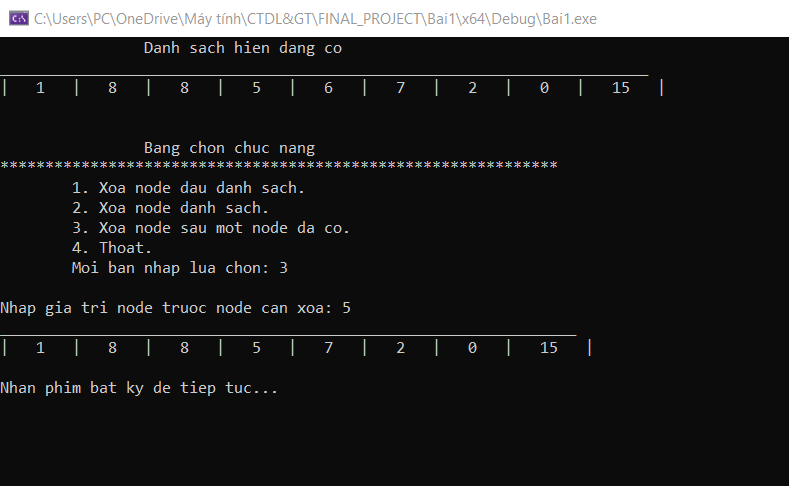 C:\Users\PC\OneDrive\Máy tính\CTDL&GT\FINAL_PROJECT\Bai1\x64\Debug\Bai1.exe
Danh sach hien dang co
________________________________________________________________________
| 1 | 8 | 8 | 5 | 6 | 7 | 2 | 0 | 15 |
Bang chon chuc nang
**************************************************************
1. Xoa node dau danh sach.
2. Xoa node danh sach.
3. Xoa node sau mot node da co.
4. Thoat.
Moi ban nhap lua chon: 3
Nhap gia tri node truoc node can xoa: 5
________________________________________________________________
| 1 | 8 | 8 | 5 | 7 | 2 | 0 | 15 |
Nhan phim bat ky de tiep tuc...